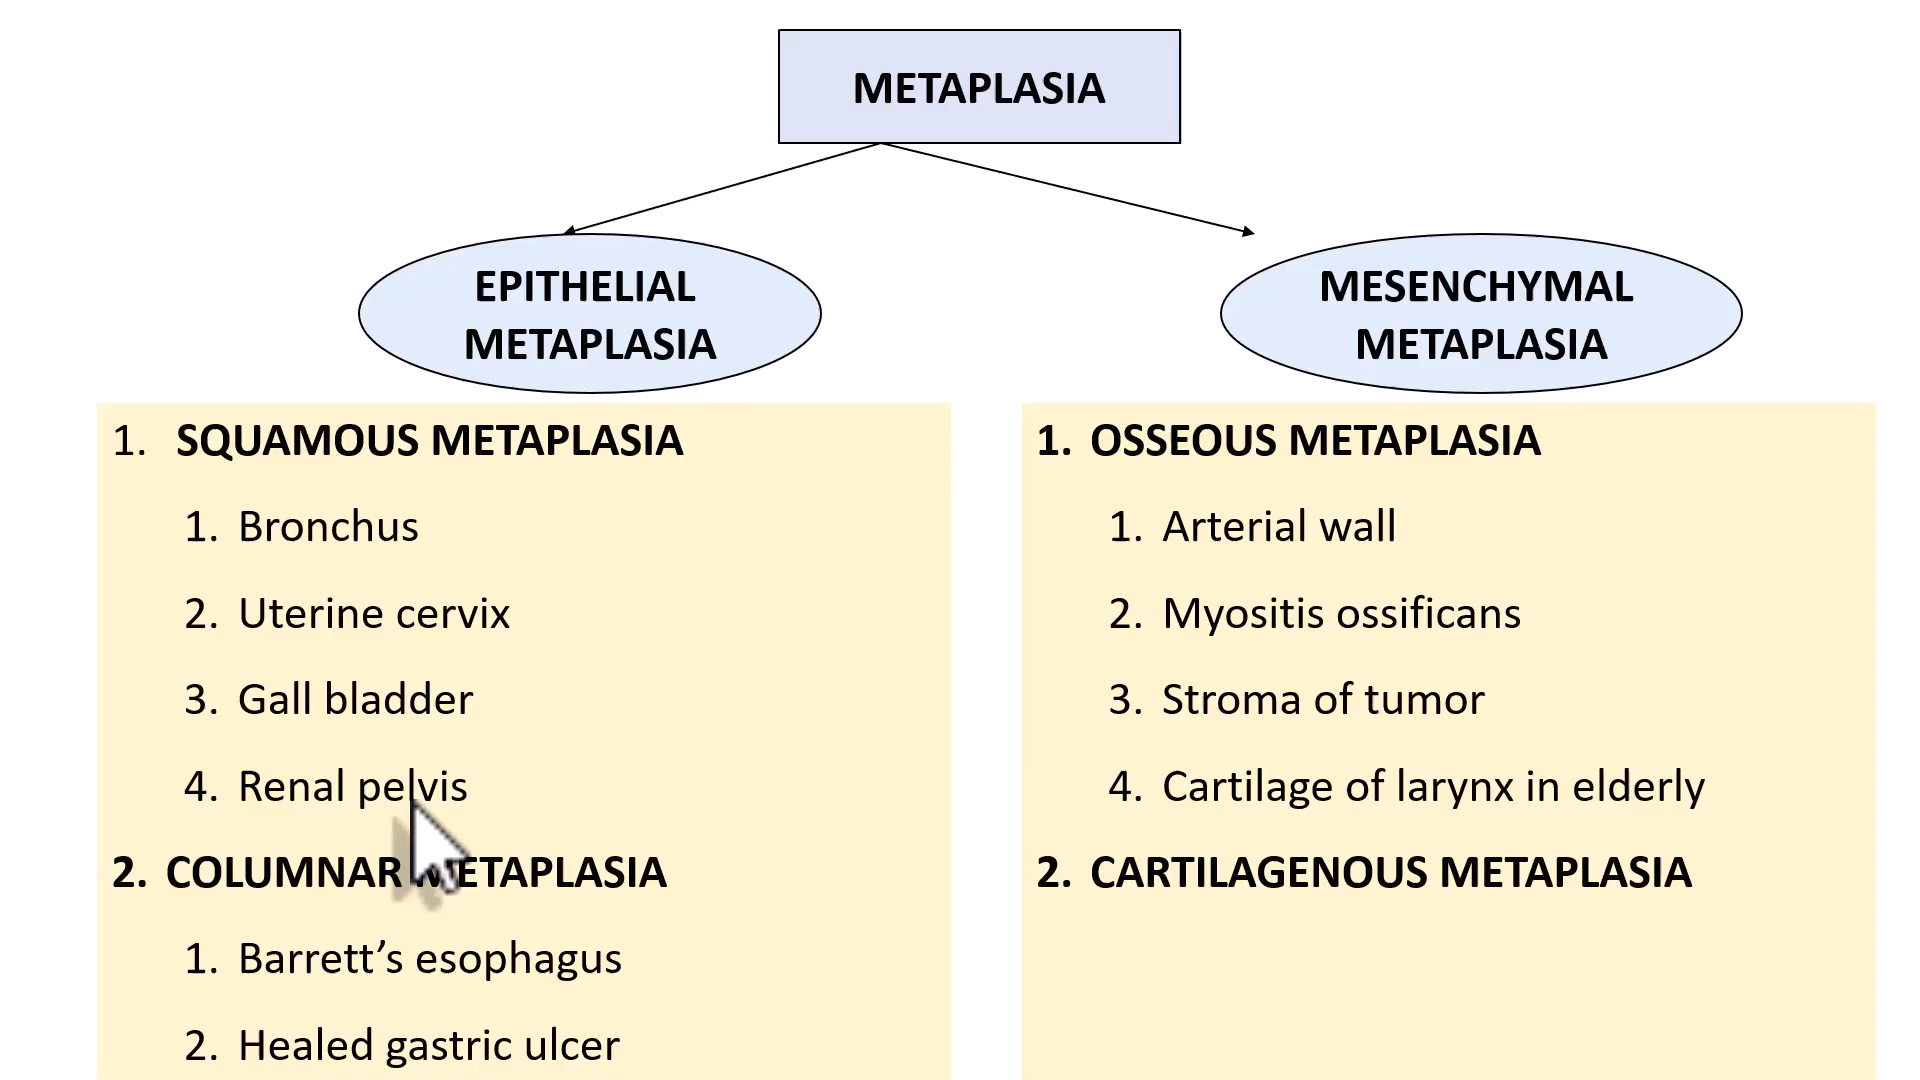 METAPLASIA
EPITHELIAL
METAPLASIA
MESENCHYMAL
METAPLASIA
1. SQUAMOUS METAPLASIA
1. Bronchus
2. Uterine cervix
3. Gall bladder
4. Renal pelvis
2. COLUMNAR METAPLASIA
1. Barrett’s esophagus
2. Healed gastric ulcer
1. OSSEOUS METAPLASIA
1. Arterial wall
2. Myositis ossificans
3. Stroma of tumor
4. Cartilage of larynx in elderly
2. CARTILAGENOUS METAPLASIA